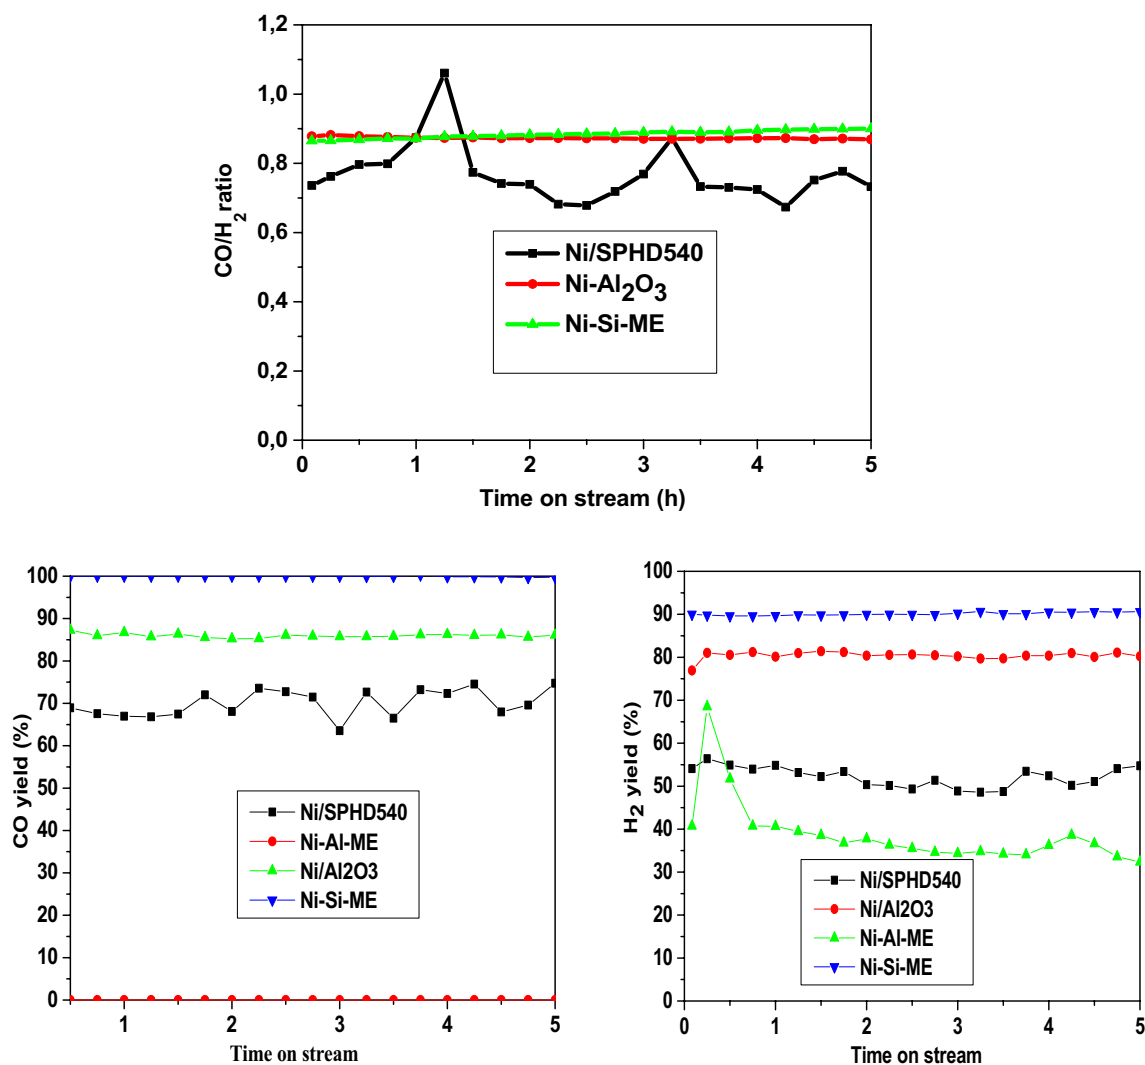 1,2
1,0
0,8
0,6
0,4
0,2
0,0
CO/H2 ratio
Ni/SPHD540
Ni-Al2O3
Ni-Si-ME
0 1 2 3 4 5
Time on stream (h)
100
90
80
70
60
50
40
30
20
10
0
CO yield (%)
Ni/SPHD540
Ni-Al-ME
Ni/Al2O3
Ni-Si-ME
1 2 3 4 5
Time on stream
100
90
80
70
60
50
40
30
20
10
0
H2 yield (%)
Ni/SPHD540
Ni/Al2O3
Ni-Al-ME
Ni-Si-ME
0 1 2 3 4 5
Time on stream